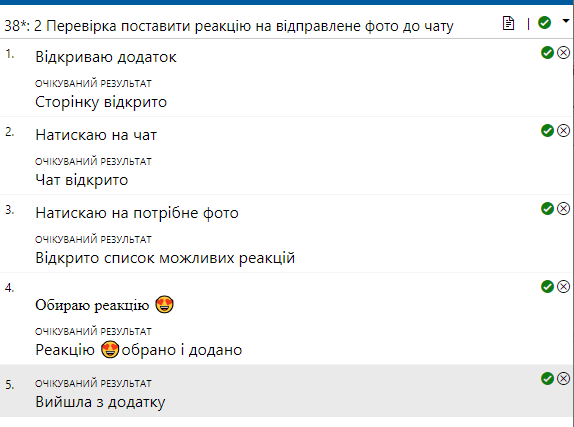 38*: 2 Перевірка поставити реакцію на відправлене фото до чату
1. Відкриваю додаток
ОЧІКУВАНИЙ РЕЗУЛЬТАТ
Сторінку відкрито
2. Натискаю на чат
ОЧІКУВАНИЙ РЕЗУЛЬТАТ
Чат відкрито
3. Натискаю на потрібне фото
ОЧІКУВАНИЙ РЕЗУЛЬТАТ
Відкрито список можливих реакцій
4. Обираю реакцію 😍
ОЧІКУВАНИЙ РЕЗУЛЬТАТ
Реакцію 😍обрано і додано
5. ОЧІКУВАНИЙ РЕЗУЛЬТАТ
Вийшла з додатку